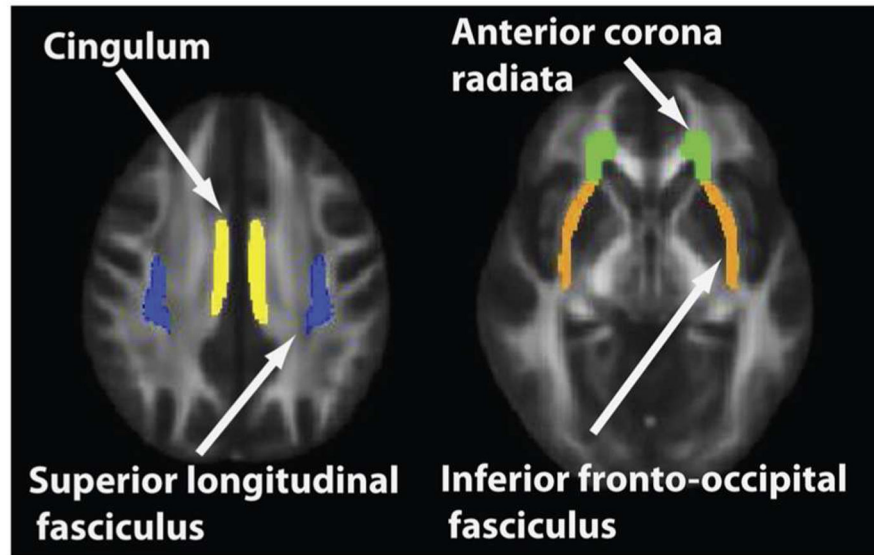 Cingulum
Anterior corona
radiata
Superior longitudinal
fasciculus
Inferior fronto-occipital
fasciculus